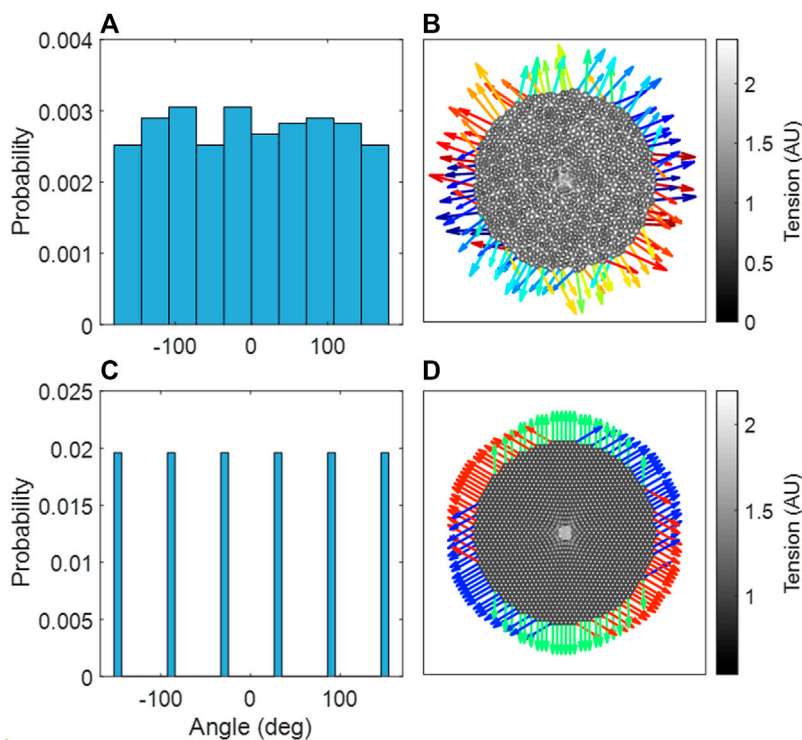 A
0.004
0.003
0.002
0.001
0
Probability
-100 0 100
B
2
1.5
1
0.5
0
Tension (AU)
C
0.025
0.02
0.015
0.01
0.005
0
Probability
-100 0 100
Angle (deg)
D
2
1.5
1
Tension (AU)